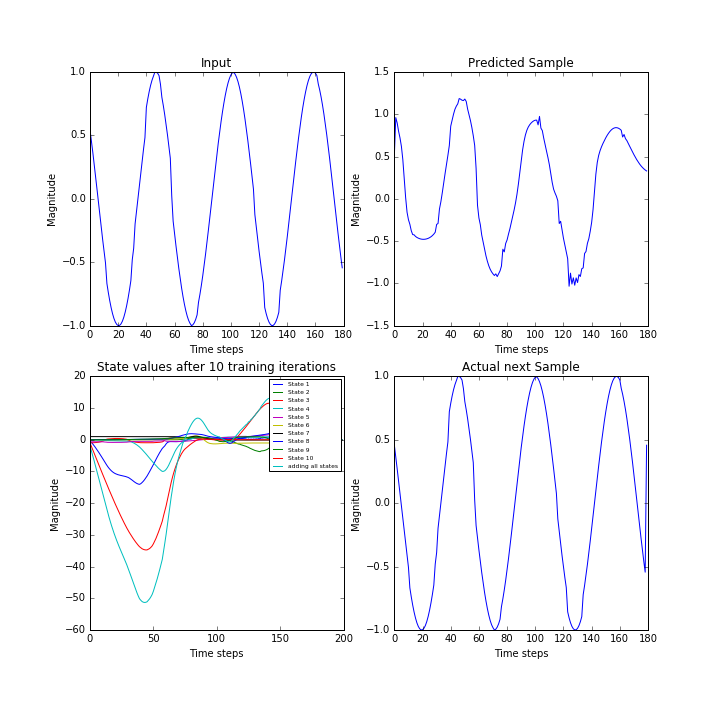 Input
Magnitude
1.0
0.5
0.0
−0.5
−1.0
0 20 40 60 80 100 120 140 160 180
Time steps
Predicted Sample
Magnitude
1.5
1.0
0.5
0.0
−0.5
−1.0
−1.5
0 20 40 60 80 100 120 140 160 180
Time steps
State values after 10 training iterations
Magnitude
20
10
0
−10
−20
−30
−40
−50
−60
0 50 100 150 200
Time steps
State 1
State 2
State 3
State 4
State 5
State 6
State 7
State 8
State 9
State 10
adding all states
Actual next Sample
Magnitude
1.0
0.5
0.0
−0.5
−1.0
0 20 40 60 80 100 120 140 160 180
Time steps